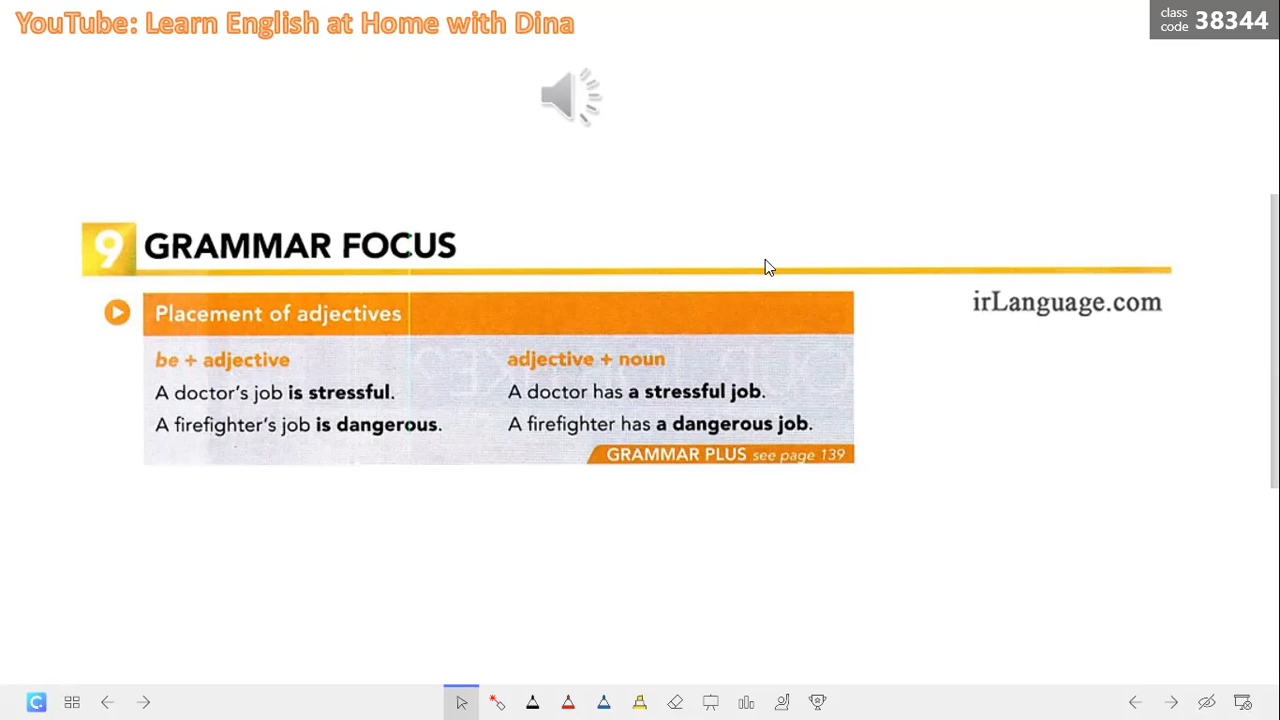 YouTube: Learn English at Home with Dina
class code 38344
9 GRAMMAR FOCUS
irLanguage.com
Placement of adjectives
be + adjective
A doctor's job is stressful.
A firefighter's job is dangerous.
adjective + noun
A doctor has a stressful job.
A firefighter has a dangerous job.
GRAMMAR PLUS see page 139